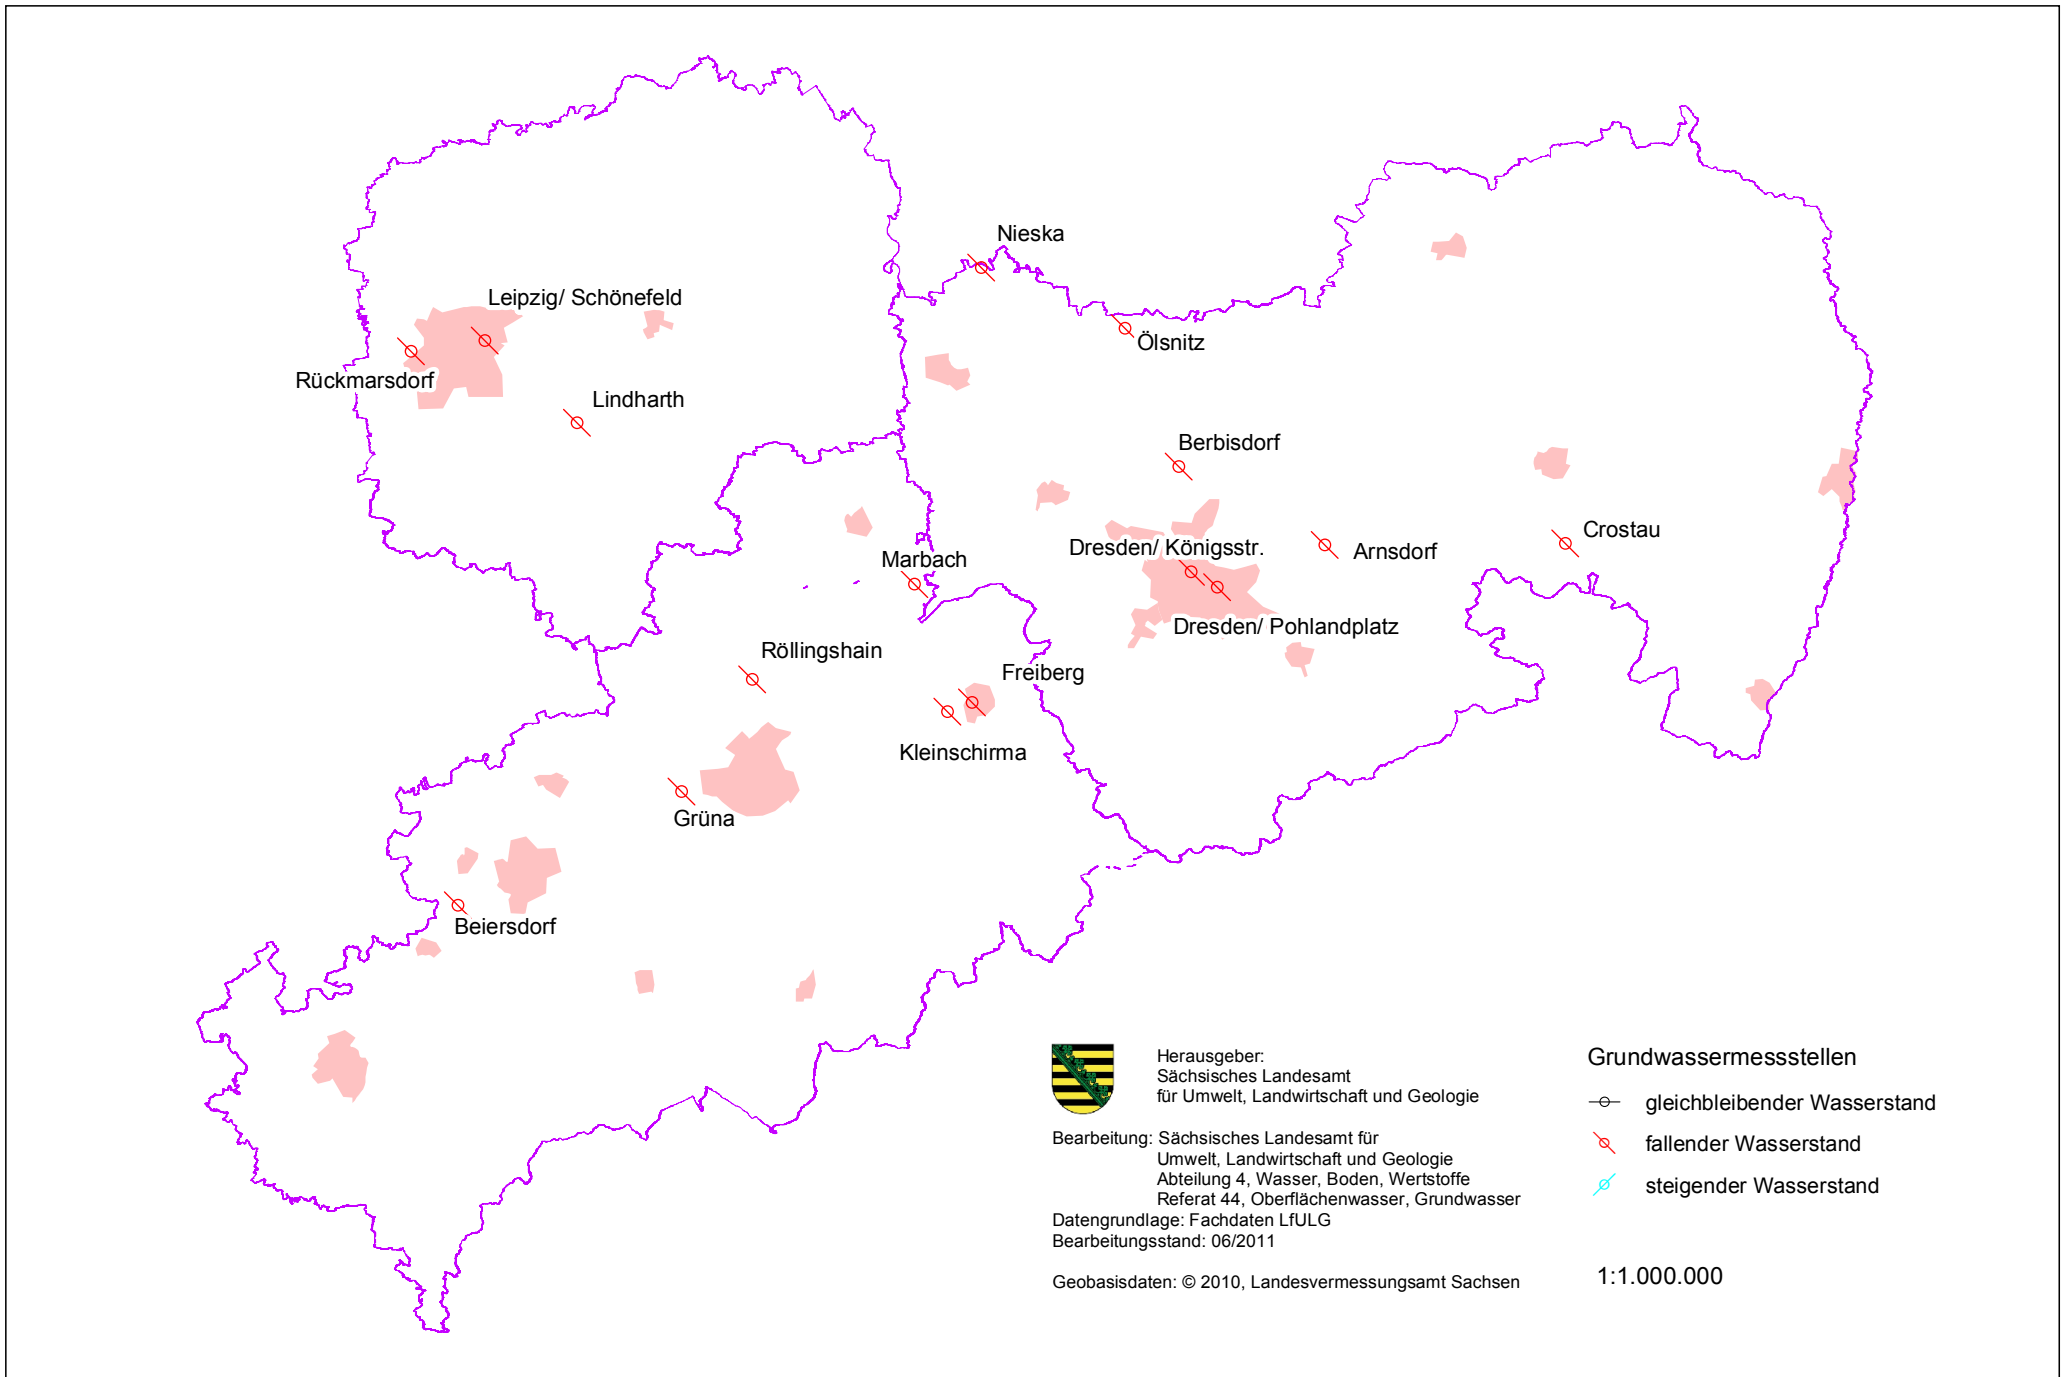 Nieska
Leipzig/ Schönefeld
Ölsnitz
Rückmarsdorf
Lindharth
Berbisdorf
Crostau
Dresden/ Königsstr.
Arnsdorf
Marbach
Dresden/ Pohlandplatz
Röllingshain
Freiberg
Kleinschirma
Grüna
Beiersdorf
Herausgeber:
Sächsisches Landesamt
für Umwelt, Landwirtschaft und Geologie
Bearbeitung: Sächsisches Landesamt für
Umwelt, Landwirtschaft und Geologie
Abteilung 4, Wasser, Boden, Wertstoffe
Referat 44, Oberflächenwasser, Grundwasser
Datengrundlage: Fachdaten LfULG
Bearbeitungsstand: 06/2011
Geobasisdaten: © 2010, Landesvermessungsamt Sachsen
Grundwassermessstellen
gleichbleibender Wasserstand
fallender Wasserstand
steigender Wasserstand
1:1.000.000